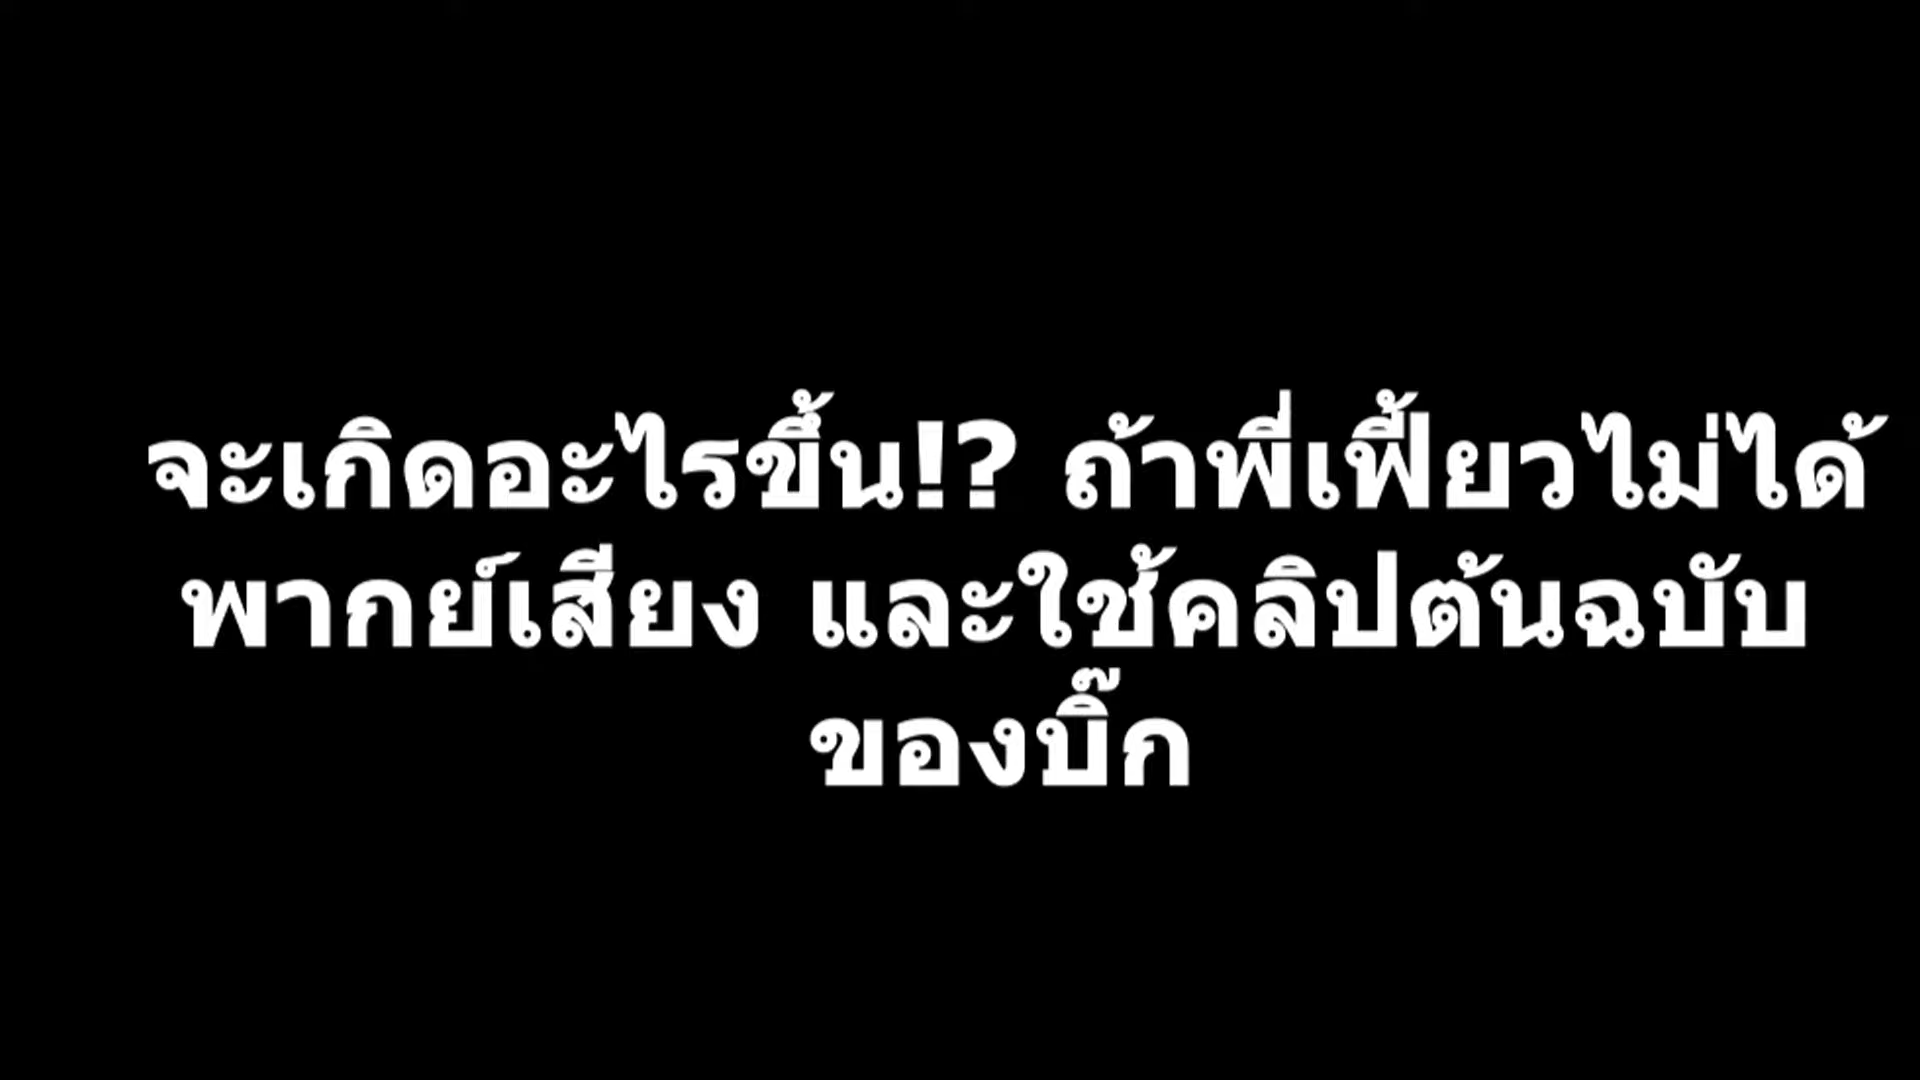 จะเกิดอะไรขึ้น!? ถ้าพี่เฟี้ยวไม่ได้
พากย์เสียง และใช้คลิปต้นฉบับ
ของบิ๊ก